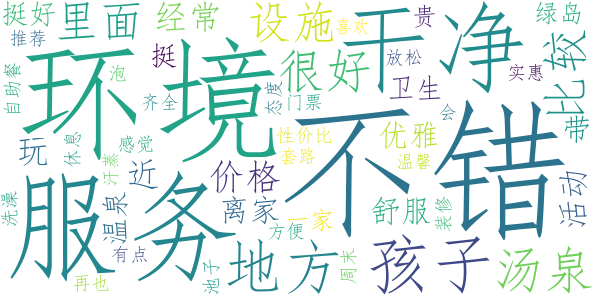 挺好
里面
经常
设施
喜欢
贵
绿岛
推荐
挺
很好
放松
干净
自助餐
泡
环境
齐全
态度
门票
卫生
实惠
比较
带
不错
玩
休息
感觉
近
价格
性价比
套路
优雅
温馨
会
活动
服务
汗蒸
洗澡
温泉
离家
一家
舒服
装修
有点
方便
地方
孩子
汤泉
再也
池子
周末